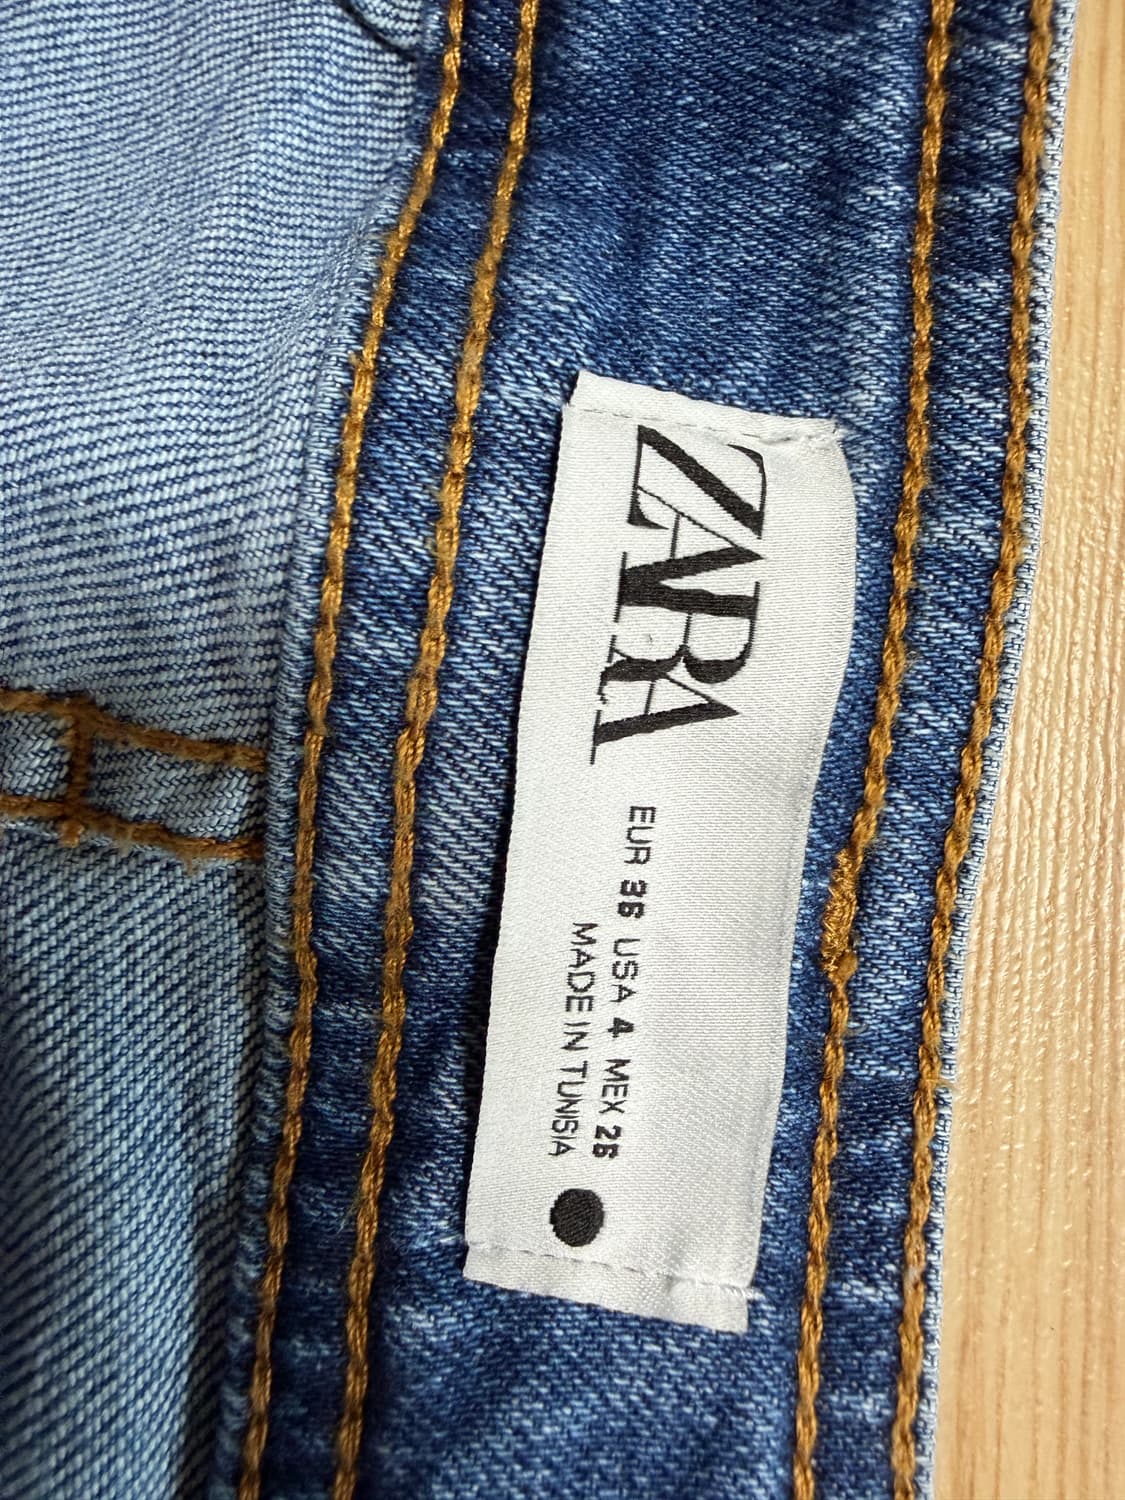 ZARA
EUR 36 USA 4 MEX 26
MADE IN TUNISIA